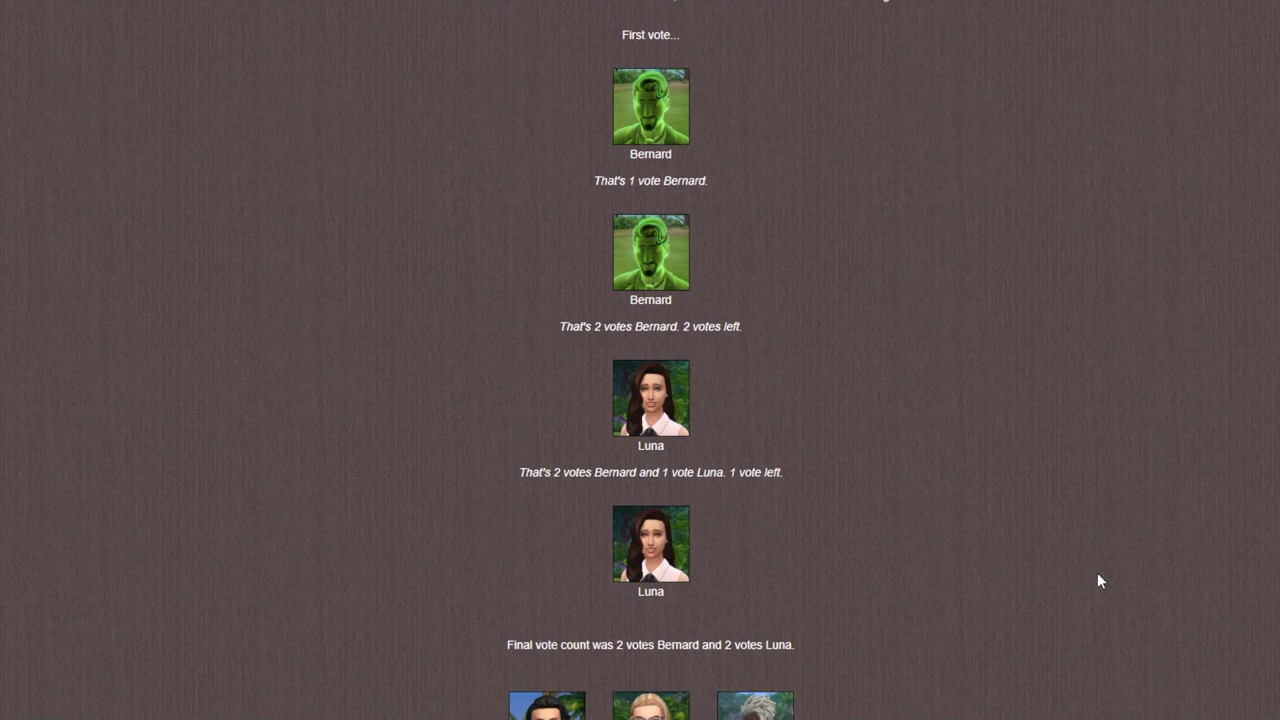 First vote...
Bernard
That's 1 vote Bernard.
Bernard
That's 2 votes Bernard. 2 votes left.
Luna
That's 2 votes Bernard and 1 vote Luna. 1 vote left.
Luna
Final vote count was 2 votes Bernard and 2 votes Luna.